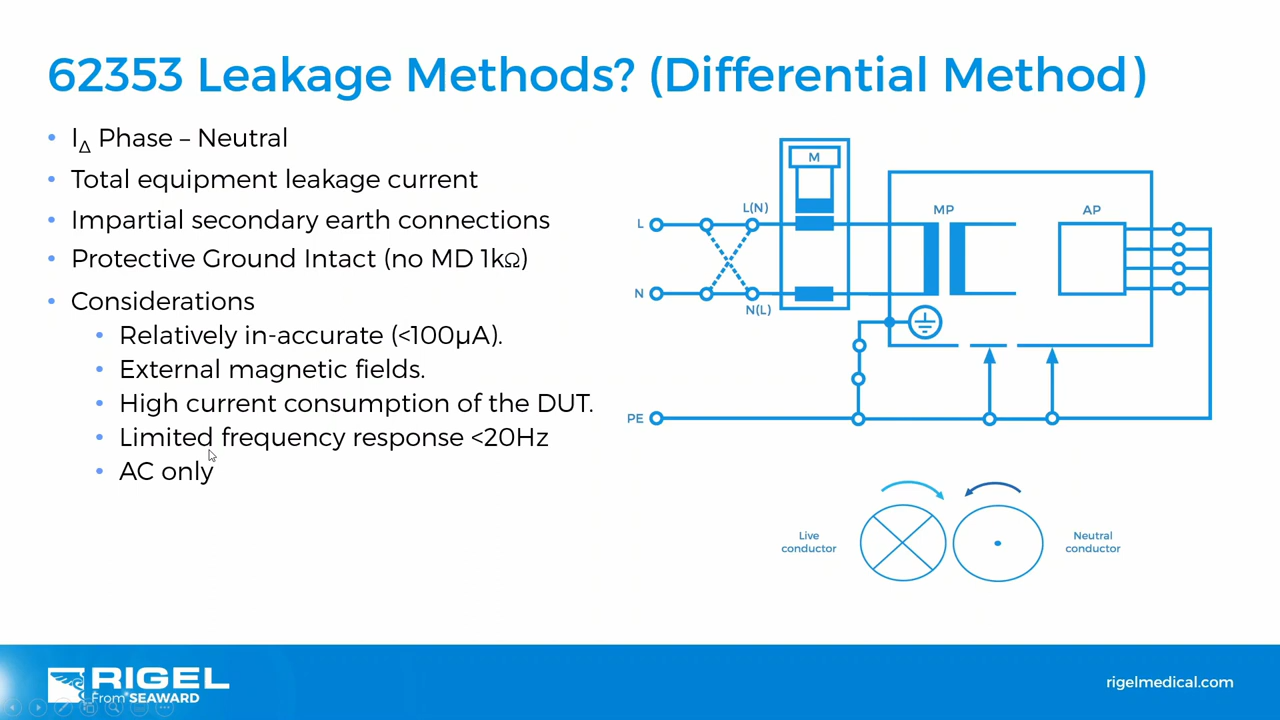 62353 Leakage Methods? (Differential Method)
• IΔ Phase – Neutral
• Total equipment leakage current
• Impartial secondary earth connections
• Protective Ground Intact (no MD 1kΩ)
• Considerations
• Relatively in-accurate (<100µA).
• External magnetic fields.
• High current consumption of the DUT.
• Limited frequency response <20Hz
• AC only
M
L(N)
MP
AP
L
N
N(L)
PE
Live
conductor
Neutral
conductor
RIGEL
From SEAWARD
rigelmedical.com